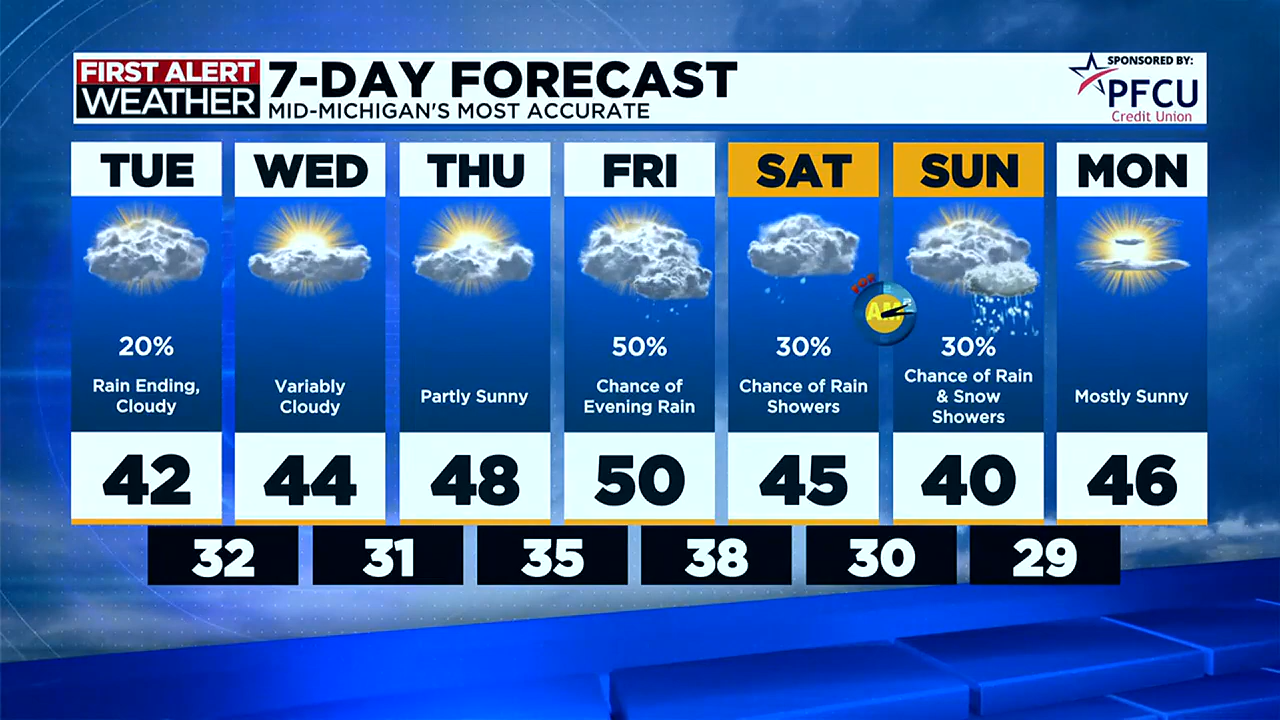 FIRST ALERT
WEATHER
7-DAY FORECAST
MID-MICHIGAN'S MOST ACCURATE
SPONSORED BY:
PFCU
Credit Union
TUE
WED
THU
FRI
SAT
SUN
MON
AM
20%
50%
30%
30%
Rain Ending,
Cloudy
Variably
Cloudy
Partly Sunny
Chance of
Evening Rain
Chance of Rain
Showers
Chance of Rain
& Snow
Showers
Mostly Sunny
42
44
48
50
45
40
46
32
31
35
38
30
29